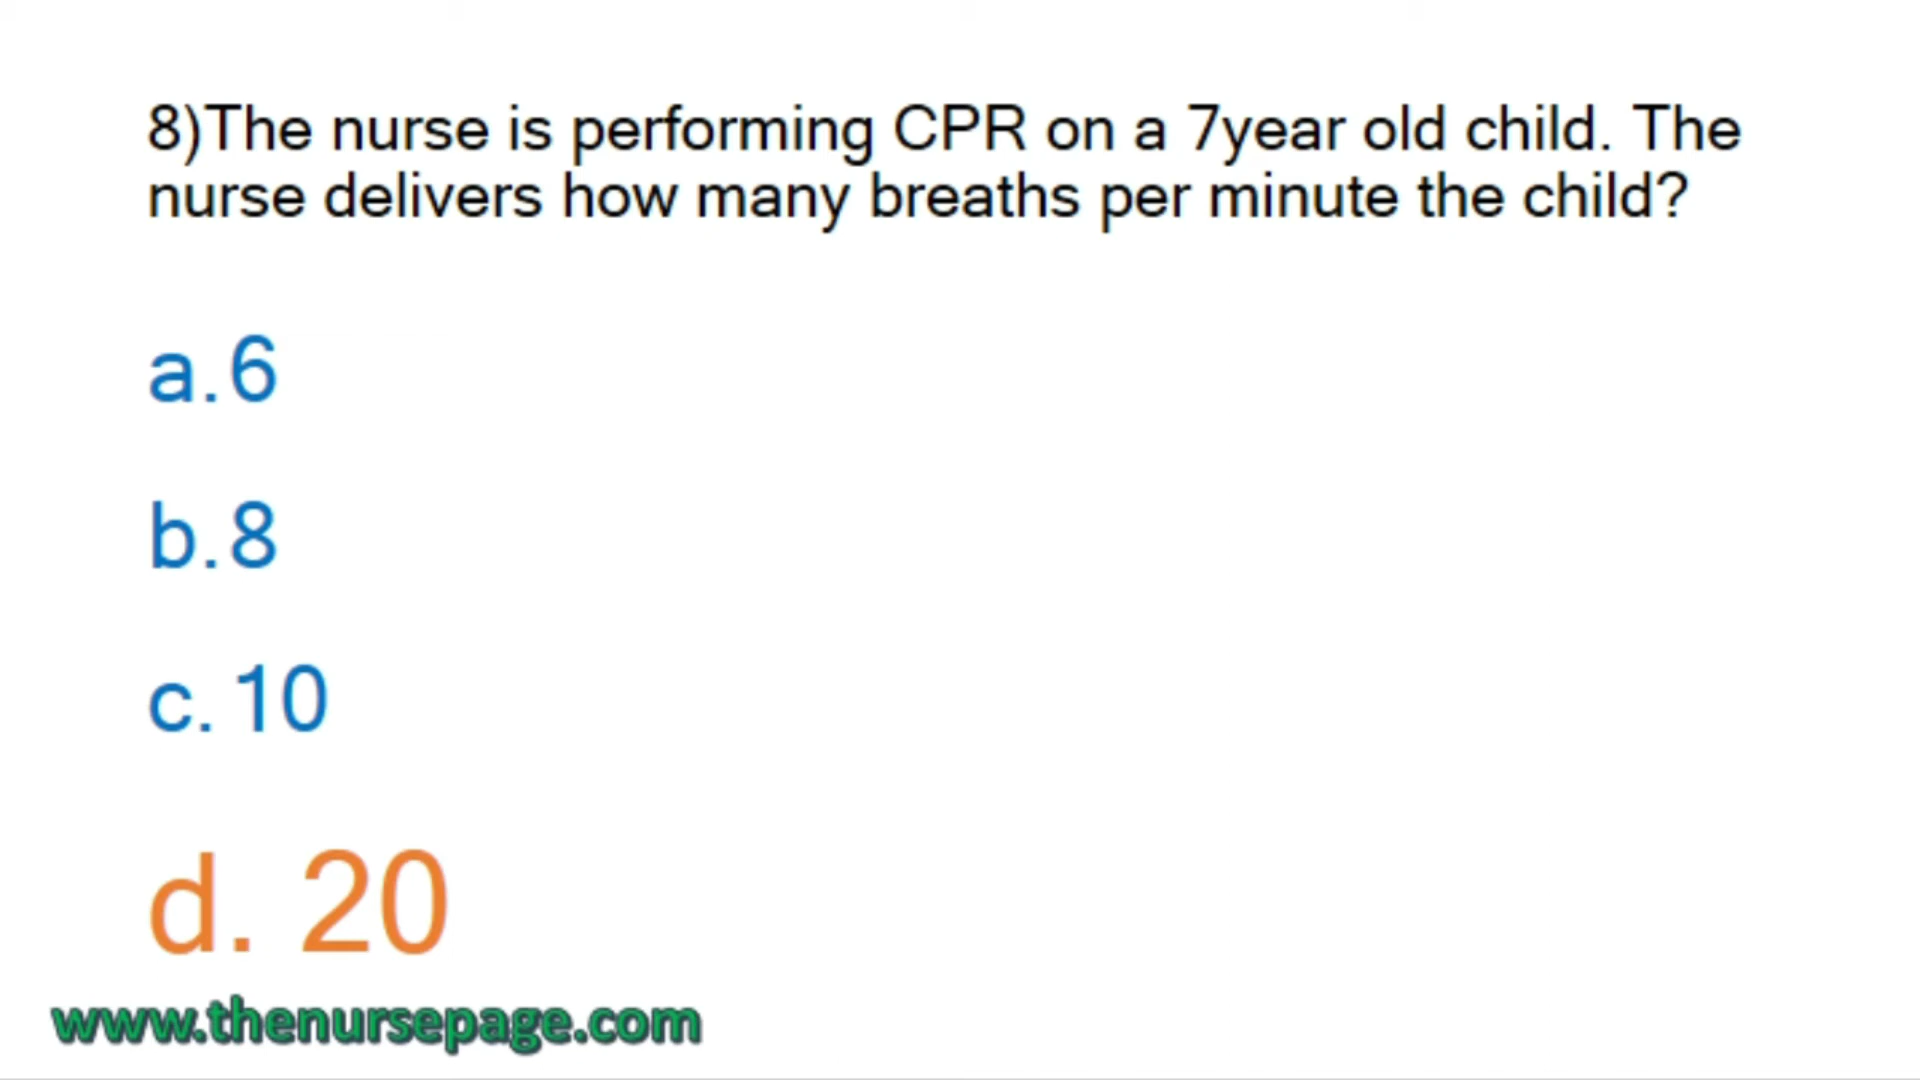 8)The nurse is performing CPR on a 7year old child. The
nurse delivers how many breaths per minute the child?
a.6
b.8
c.10
d. 20
www.thenursepage.com